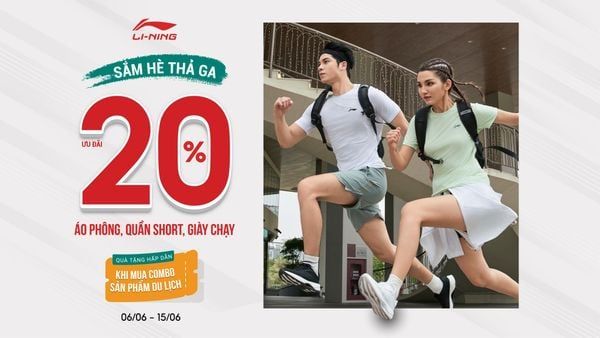 LI-NING
SẮM HÈ THẢ GA
ƯU ĐÃI
20%
ÁO PHÔNG, QUẦN SHORT, GIÀY CHẠY
QUÀ TẶNG HẤP DẪN
KHI MUA COMBO
SẢN PHẨM DU LỊCH
06/06 - 15/06